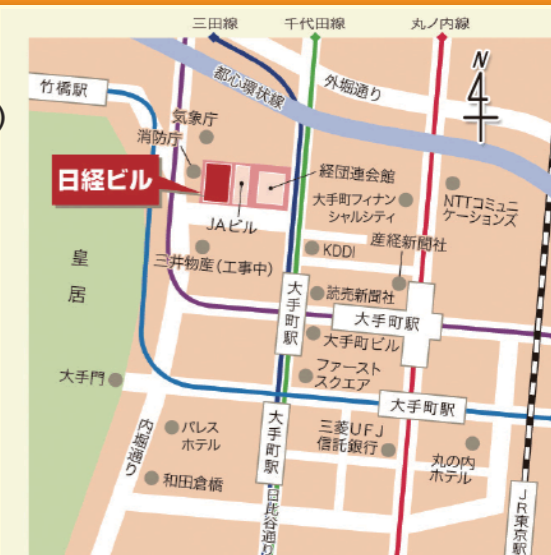 )
三田線
千代田線
丸ノ内線
N
都心環状線
外堀通り
竹橋駅
気象庁
消防庁
日経ビル
経団連会館
大手町フィナン
シャルシティ
NTTコミュニ
ケーションズ
JAビル
KDDI
産経新聞社
三井物産(工事中)
皇
居
大手町駅
読売新聞社
大手町駅
大手町ビル
ファースト
スクエア
大手門
大手町駅
大手町駅
パレス
ホテル
三菱UFJ
信託銀行
丸の内
ホテル
内堀通り
和田倉橋
日比谷通り
JR東京駅